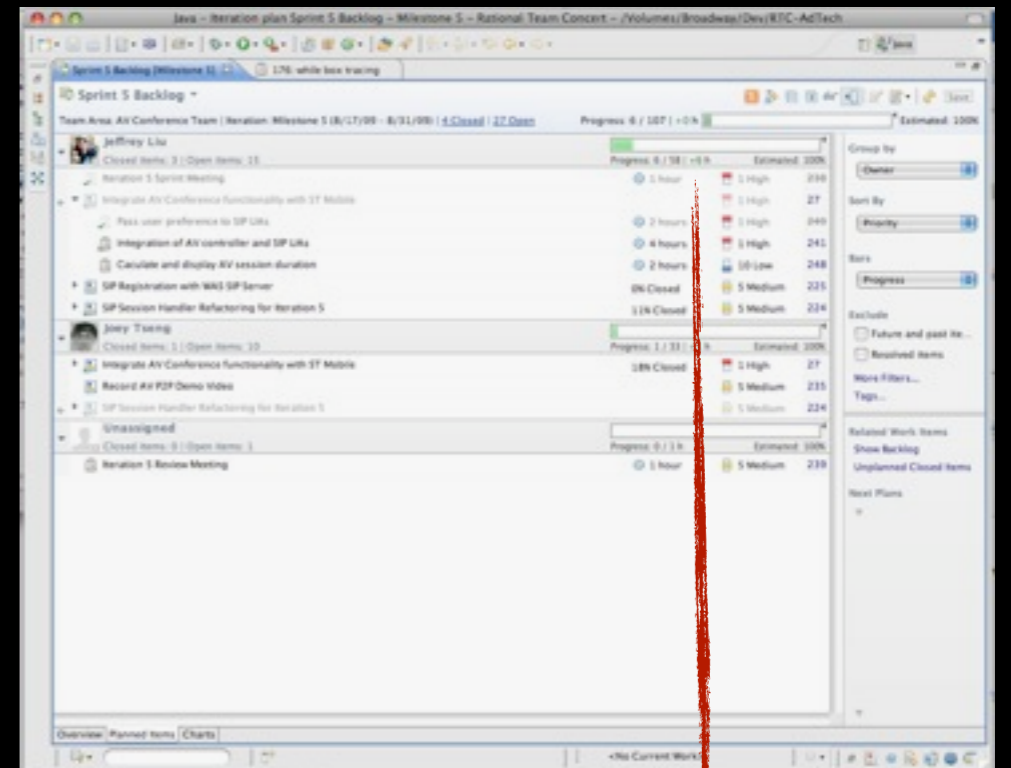 Java - Iteration plan Sprint 5 Backlog - Milestone 5 - Rational Team Concert - /Volumes/Broadway/Dev/RTC-AdTech
Java
Sprint 5 Backlog [Milestone 5]
176: while box tracing
Sprint 5 Backlog
Save
Team Area: AV Conference Team | Iteration: Milestone 5 (8/17/09 - 8/31/09) | 4 Closed | 27 Open
Progress: 6 / 107 | +0 h
Estimated: 100%
Jeffrey Liu
Closed items: 3 | Open items: 15
Progress: 6 / 58 | +6 h
Estimated: 100%
Iteration 5 Sprint Meeting
1 hour
1 High
Integrate AV Conference functionality with ST Mobile
1 High
27
Pass user preference to SIP UAs
2 hours
1 High
240
Integration of AV controller and SIP UAs
4 hours
1 High
241
Caculate and display AV session duration
2 hours
10 Low
248
SIP Registration with WAS SIP Server
0% Closed
5 Medium
225
SIP Session Handler Refactoring for Iteration 5
11% Closed
5 Medium
224
Joey Tseng
Closed items: 1 | Open items: 10
Progress: 1 / 33 |
Estimated: 100%
Integrate AV Conference functionality with ST Mobile
18% Closed
1 High
27
Record AV P2P Demo Video
5 Medium
235
SIP Session Handler Refactoring for Iteration 5
5 Medium
224
Unassigned
Closed items: 0 | Open items: 1
Progress: 0 / 1 h
Estimated: 100%
Iteration 5 Review Meeting
1 hour
5 Medium
239
Group by
Owner
Sort By
Priority
Bars
Progress
Exclude
Future and past ite...
Resolved items
More Filters...
Tags...
Related Work Items
Show Backlog
Unplanned Closed Items
Next Plans
Overview
Planned Items
Charts
<No Current Work>